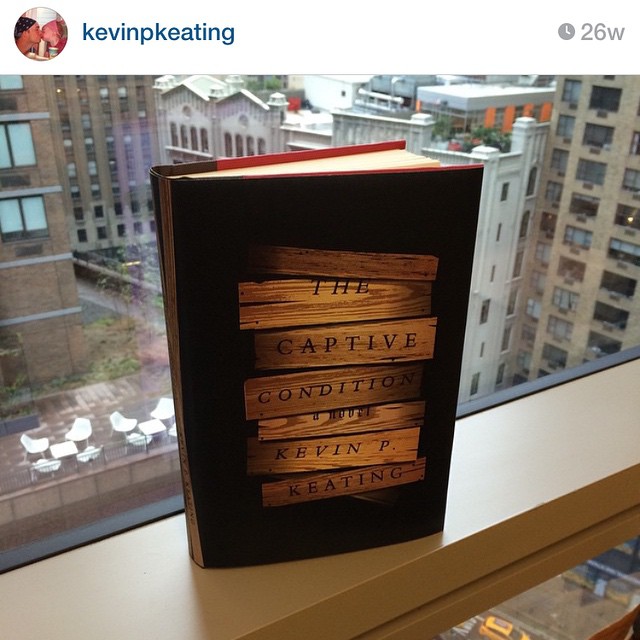 kevinpkeating
26w
THE
CAPTIVE
CONDITION
a novel
KEVIN P.
KEATING